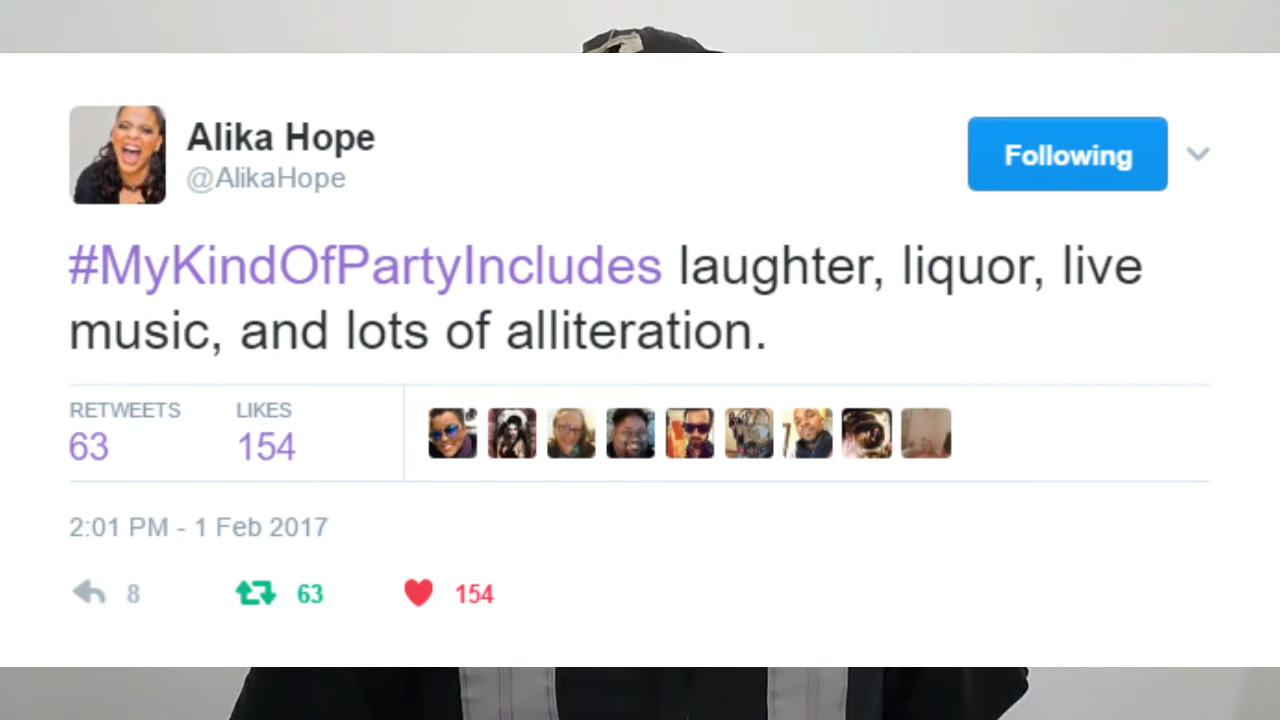 Alika Hope
@AlikaHope
Following
#MyKindOfPartyIncludes laughter, liquor, live
music, and lots of alliteration.
RETWEETS LIKES
63 154
2:01 PM - 1 Feb 2017
8 63 154